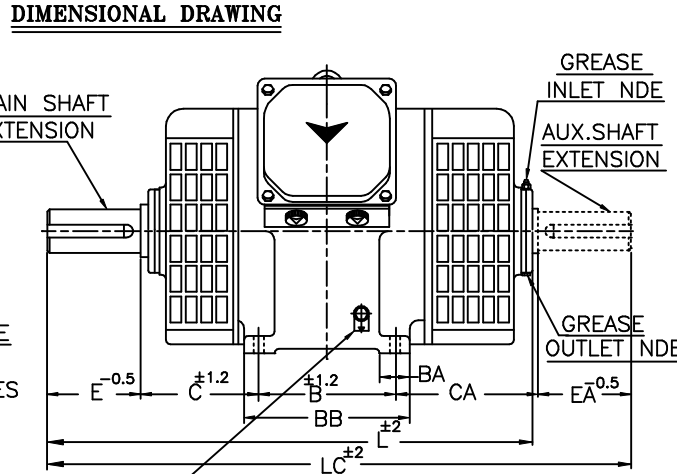 DIMENSIONAL DRAWING
GREASE
INLET NDE
AIN SHAFT
XTENSION
AUX.SHAFT
EXTENSION
GREASE
OUTLET NDE
E
ES
E -0.5
C ±1.2
B ±1.2
BA
CA
EA -0.5
BB
L ±2
LC ±2